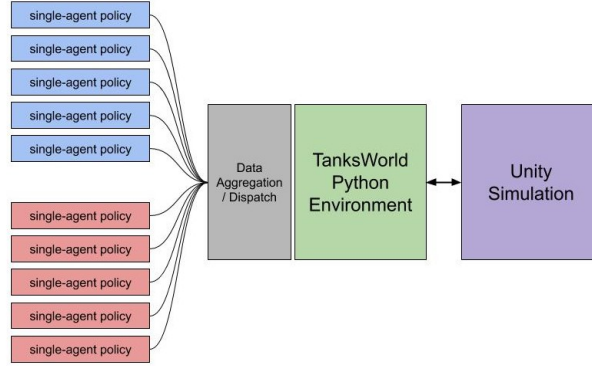 single-agent policy
single-agent policy
single-agent policy
single-agent policy
single-agent policy
single-agent policy
single-agent policy
single-agent policy
single-agent policy
single-agent policy
Data
Aggregation
/ Dispatch
TanksWorld
Python
Environment
Unity
Simulation